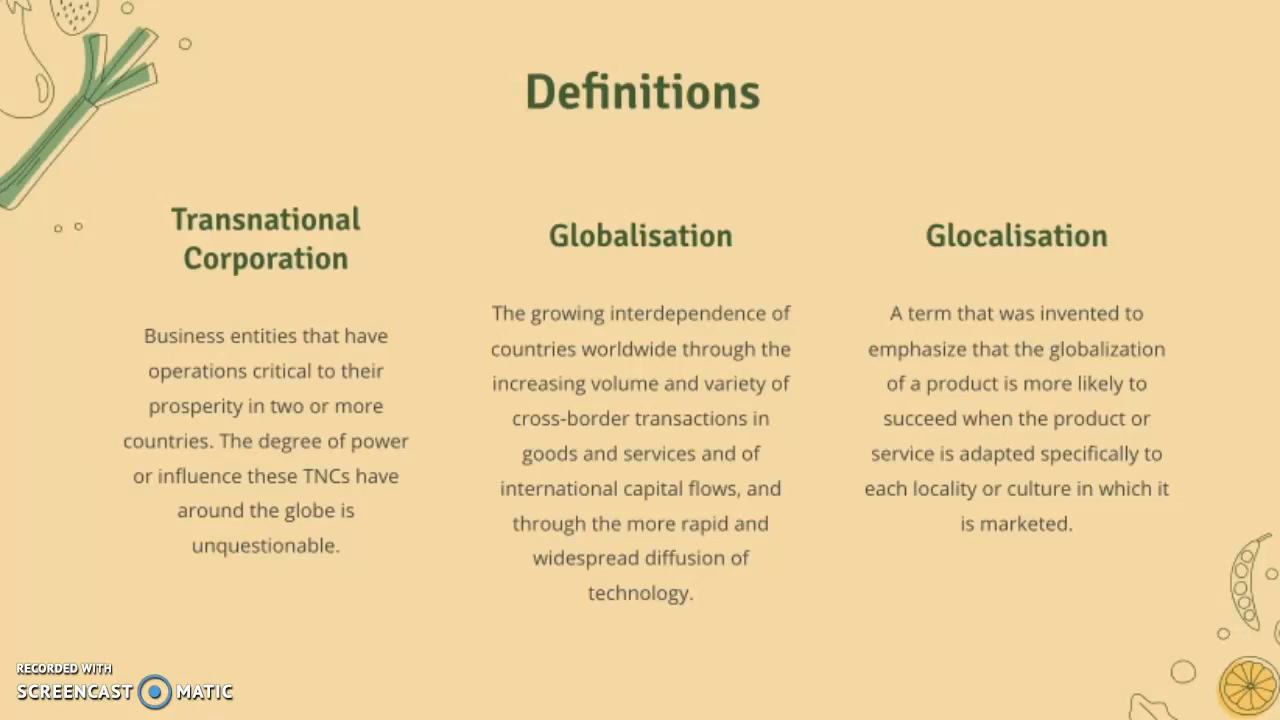 Definitions
Transnational
Corporation
Business entities that have
operations critical to their
prosperity in two or more
countries. The degree of power
or influence these TNCs have
around the globe is
unquestionable.
Globalisation
The growing interdependence of
countries worldwide through the
increasing volume and variety of
cross-border transactions in
goods and services and of
international capital flows, and
through the more rapid and
widespread diffusion of
technology.
Glocalisation
A term that was invented to
emphasize that the globalization
of a product is more likely to
succeed when the product or
service is adapted specifically to
each locality or culture in which it
is marketed.
RECORDED WITH
SCREENCAST MATIC